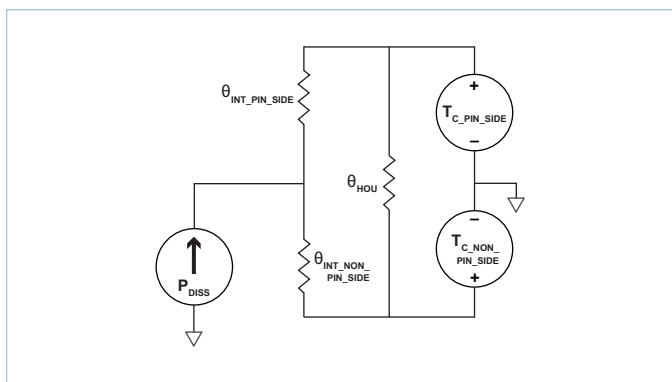 θINT_PIN_SIDE
+
TC_PIN_SIDE
–
θHOU
–
TC_NON_
PIN_SIDE
+
θINT_NON_
PIN_SIDE
PDISS